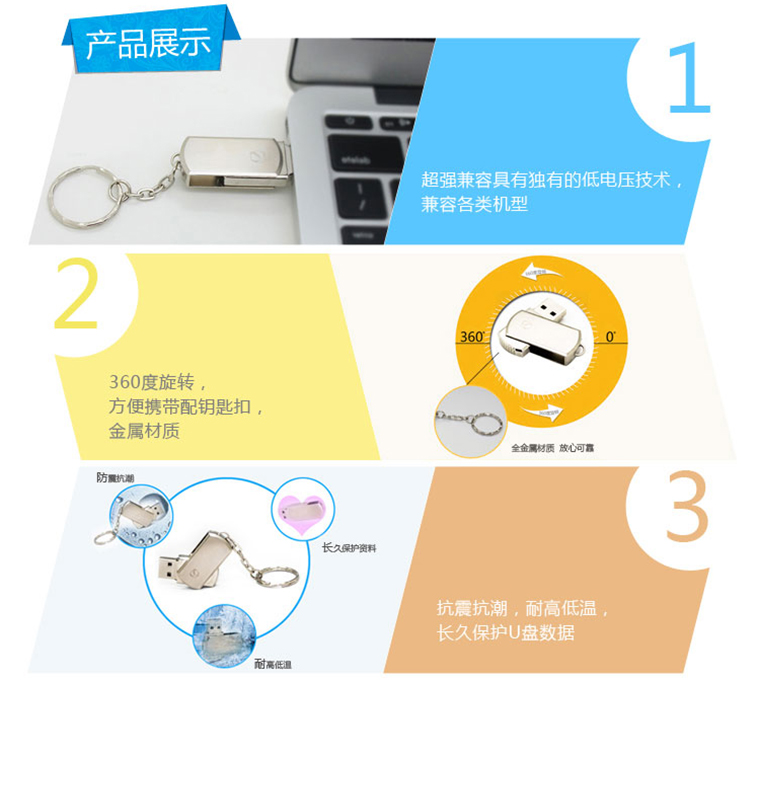 产品展示
1
超强兼容具有独有的低电压技术，
兼容各类机型
2
360度旋转，
方便携带配钥匙扣，
金属材质
360°
0°
全金属材质 放心可靠
防震抗潮
长久保护资料
耐高低温
3
抗震抗潮，耐高低温，
长久保护U盘数据